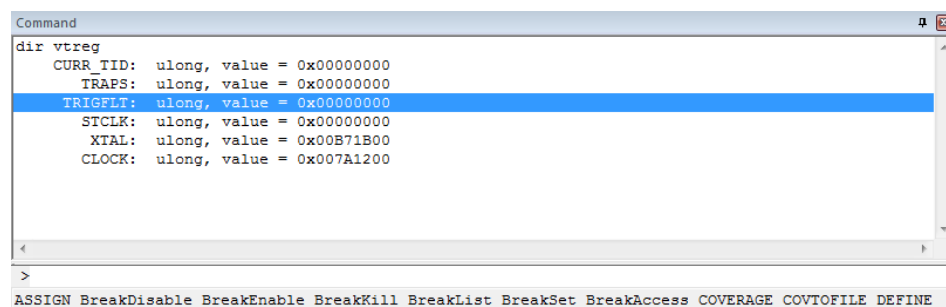 Command
dir vtreg
CURR_TID: ulong, value = 0x00000000
TRAPS: ulong, value = 0x00000000
TRIGFLT: ulong, value = 0x00000000
STCLK: ulong, value = 0x00000000
XTAL: ulong, value = 0x00B71B00
CLOCK: ulong, value = 0x007A1200
>
ASSIGN BreakDisable BreakEnable BreakKill BreakList BreakSet BreakAccess COVERAGE COVTOFILE DEFINE